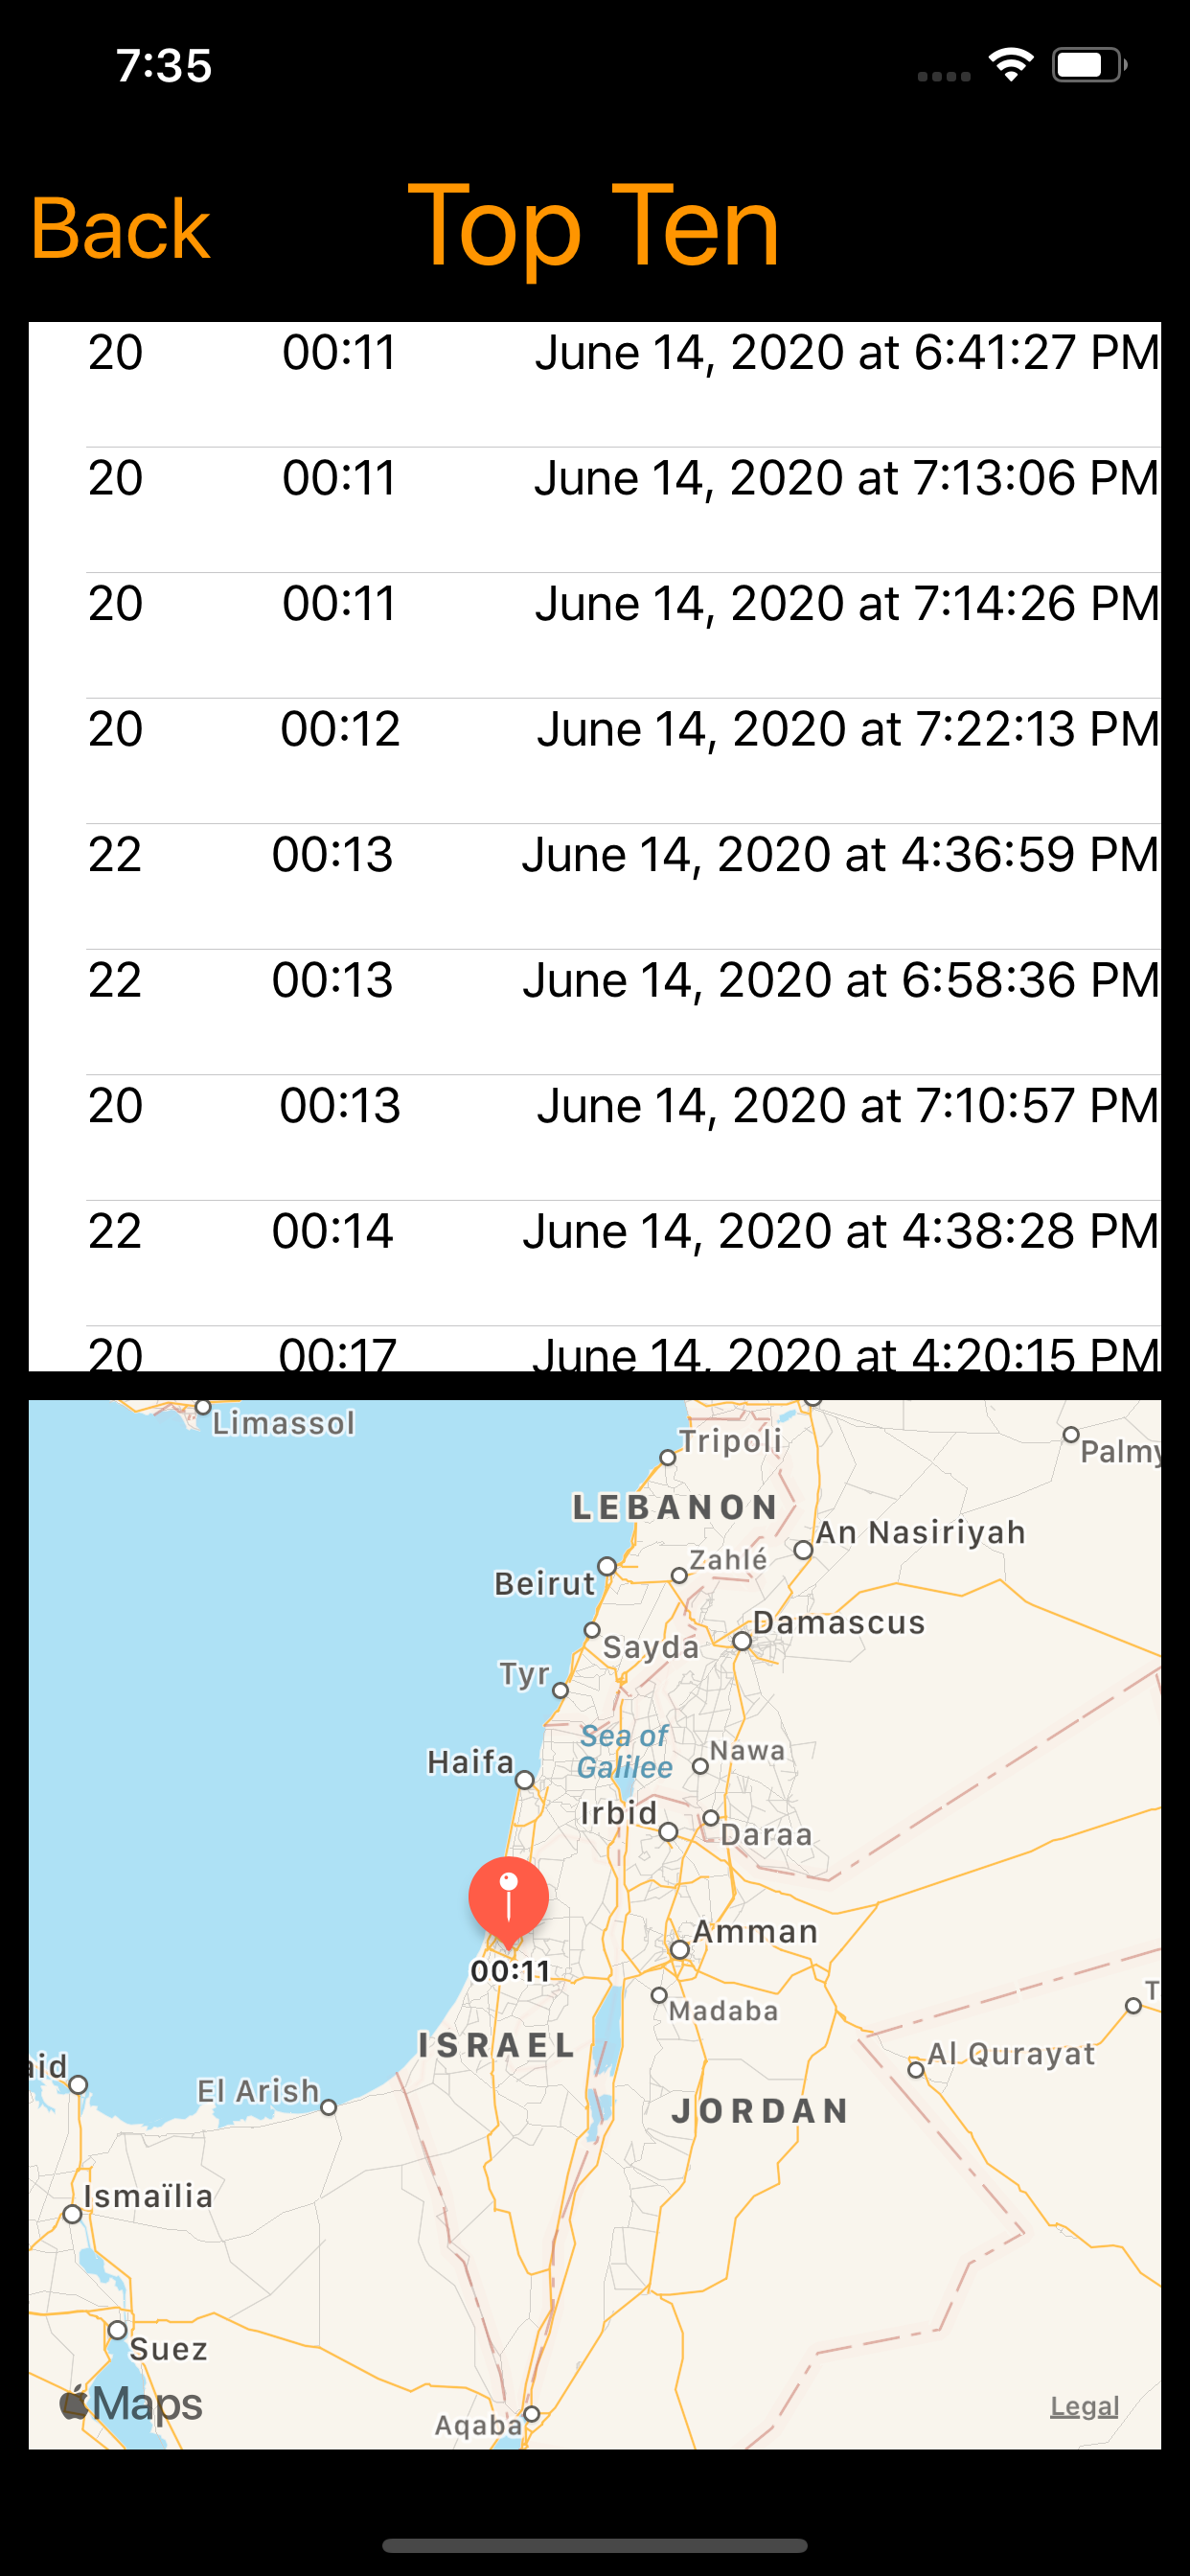 7:35
Back Top Ten
20 00:11 June 14, 2020 at 6:41:27 PM
20 00:11 June 14, 2020 at 7:13:06 PM
20 00:11 June 14, 2020 at 7:14:26 PM
20 00:12 June 14, 2020 at 7:22:13 PM
22 00:13 June 14, 2020 at 4:36:59 PM
22 00:13 June 14, 2020 at 6:58:36 PM
20 00:13 June 14, 2020 at 7:10:57 PM
22 00:14 June 14, 2020 at 4:38:28 PM
20 00:17 June 14, 2020 at 4:20:15 PM
Limassol
Tripoli
Palmy
LEBANON
An Nasiriyah
Zahlé
Beirut
Damascus
Sayda
Tyr
Sea of
Galilee
Nawa
Haifa
Irbid
Daraa
Amman
00:11
T
Madaba
ISRAEL
Al Qurayat
aid
El Arish
JORDAN
Ismaïlia
Suez
Maps
Legal
Aqaba